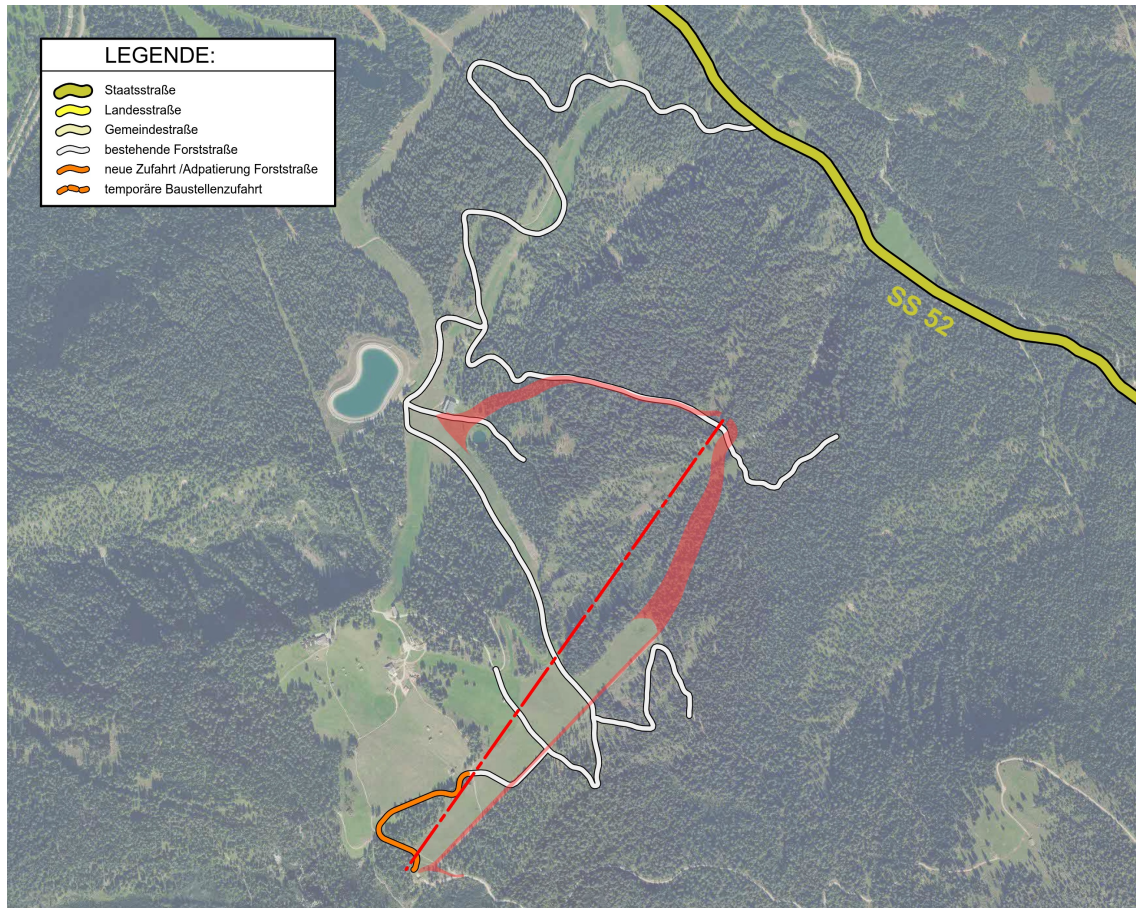 LEGENDE:
Staatsstraße
Landesstraße
Gemeindestraße
bestehende Forststraße
neue Zufahrt /Adpatierung Forststraße
temporäre Baustellenzufahrt
SS 52